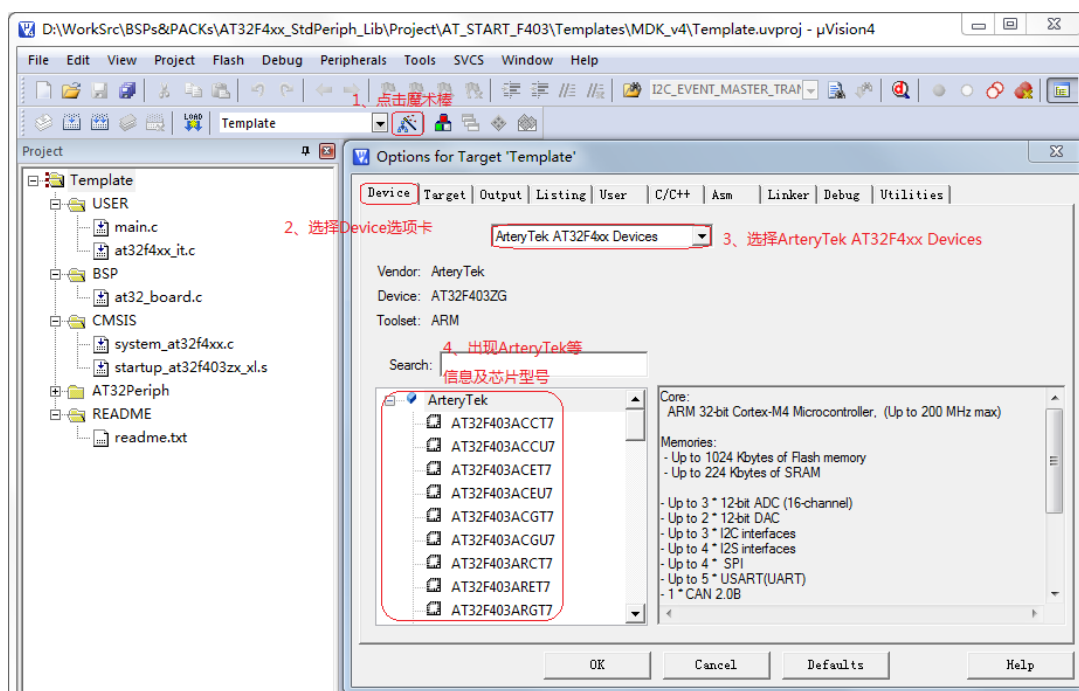 D:\WorkSrc\BSPs&PACKs\AT32F4xx_StdPeriph_Lib\Project\AT_START_F403\Templates\MDK_v4\Template.uvproj - µVision4
File Edit View Project Flash Debug Peripherals Tools SVCS Window Help
I2C_EVENT_MASTER_TRAN
1、点击魔术棒
LOAD
Template
Project
Template
USER
main.c
at32f4xx_it.c
BSP
at32_board.c
CMSIS
system_at32f4xx.c
startup_at32f403zx_xl.s
AT32Periph
README
readme.txt
Options for Target 'Template'
Device Target Output Listing User C/C++ Asm Linker Debug Utilities
2、选择Device选项卡
ArteryTek AT32F4xx Devices
3、选择ArteryTek AT32F4xx Devices
Vendor: ArteryTek
Device: AT32F403ZG
Toolset: ARM
4、出现ArteryTek等
Search:
信息及芯片型号
ArteryTek
AT32F403ACCT7
AT32F403ACCU7
AT32F403ACET7
AT32F403ACEU7
AT32F403ACGT7
AT32F403ACGU7
AT32F403ARCT7
AT32F403ARET7
AT32F403ARGT7
Core:
ARM 32-bit Cortex-M4 Microcontroller, (Up to 200 MHz max)
Memories:
- Up to 1024 Kbytes of Flash memory
- Up to 224 Kbytes of SRAM
- Up to 3 * 12-bit ADC (16-channel)
- Up to 2 * 12-bit DAC
- Up to 3 * I2C interfaces
- Up to 4 * I2S interfaces
- Up to 4 * SPI
- Up to 5 * USART(UART)
- 1 * CAN 2.0B
OK Cancel Defaults Help